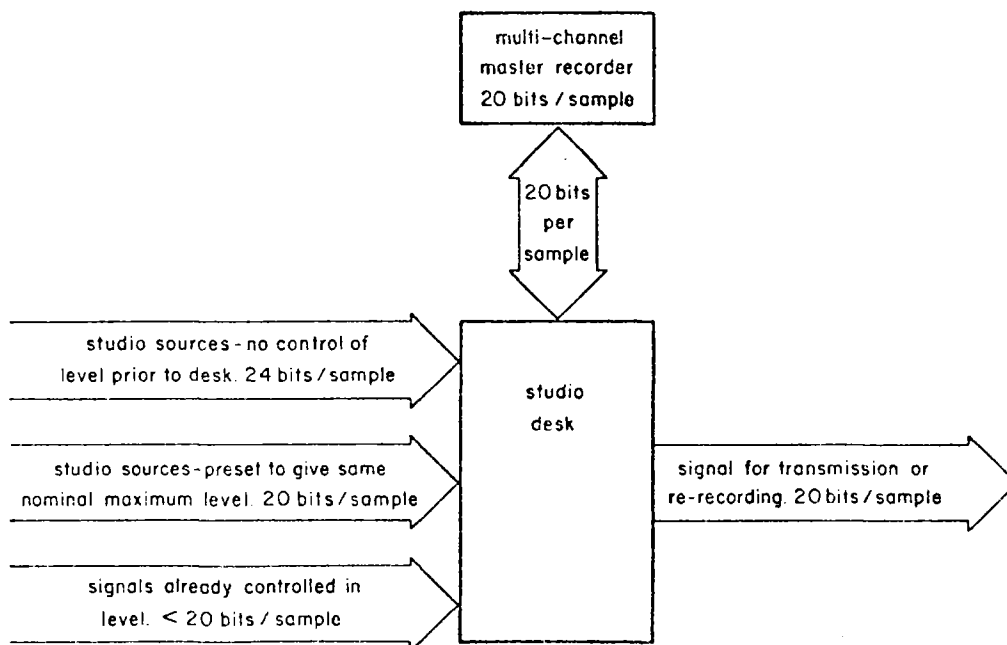 multi-channel
master recorder
20 bits / sample
20 bits
per
sample
studio sources - no control of
level prior to desk. 24 bits / sample
studio
desk
studio sources - preset to give same
nominal maximum level. 20 bits / sample
signal for transmission or
re-recording. 20 bits / sample
signals already controlled in
level. < 20 bits / sample